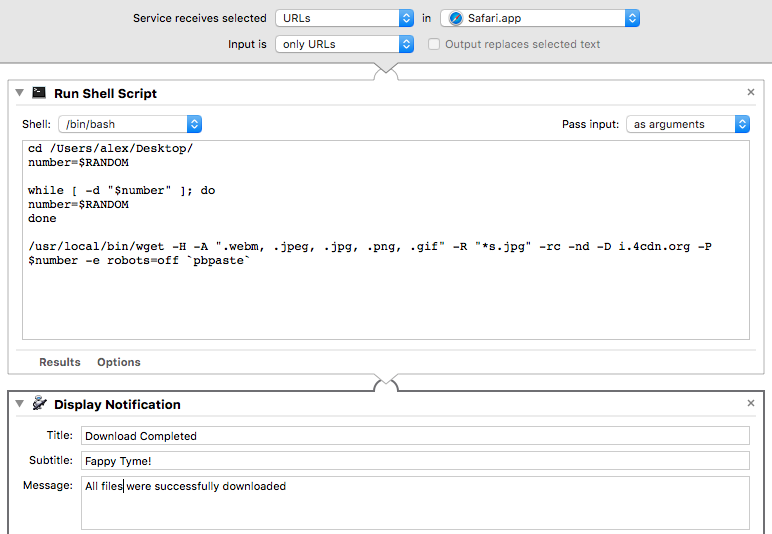 Service receives selected URLs in Safari.app
Input is only URLs Output replaces selected text
Run Shell Script
Shell: /bin/bash Pass input: as arguments
cd /Users/alex/Desktop/
number=$RANDOM
while [ -d "$number" ]; do
number=$RANDOM
done
/usr/local/bin/wget -H -A ".webm, .jpeg, .jpg, .png, .gif" -R "*s.jpg" -rc -nd -D i.4cdn.org -P
$number -e robots=off `pbpaste`
Results Options
Display Notification
Title: Download Completed
Subtitle: Fappy Tyme!
Message: All files were successfully downloaded